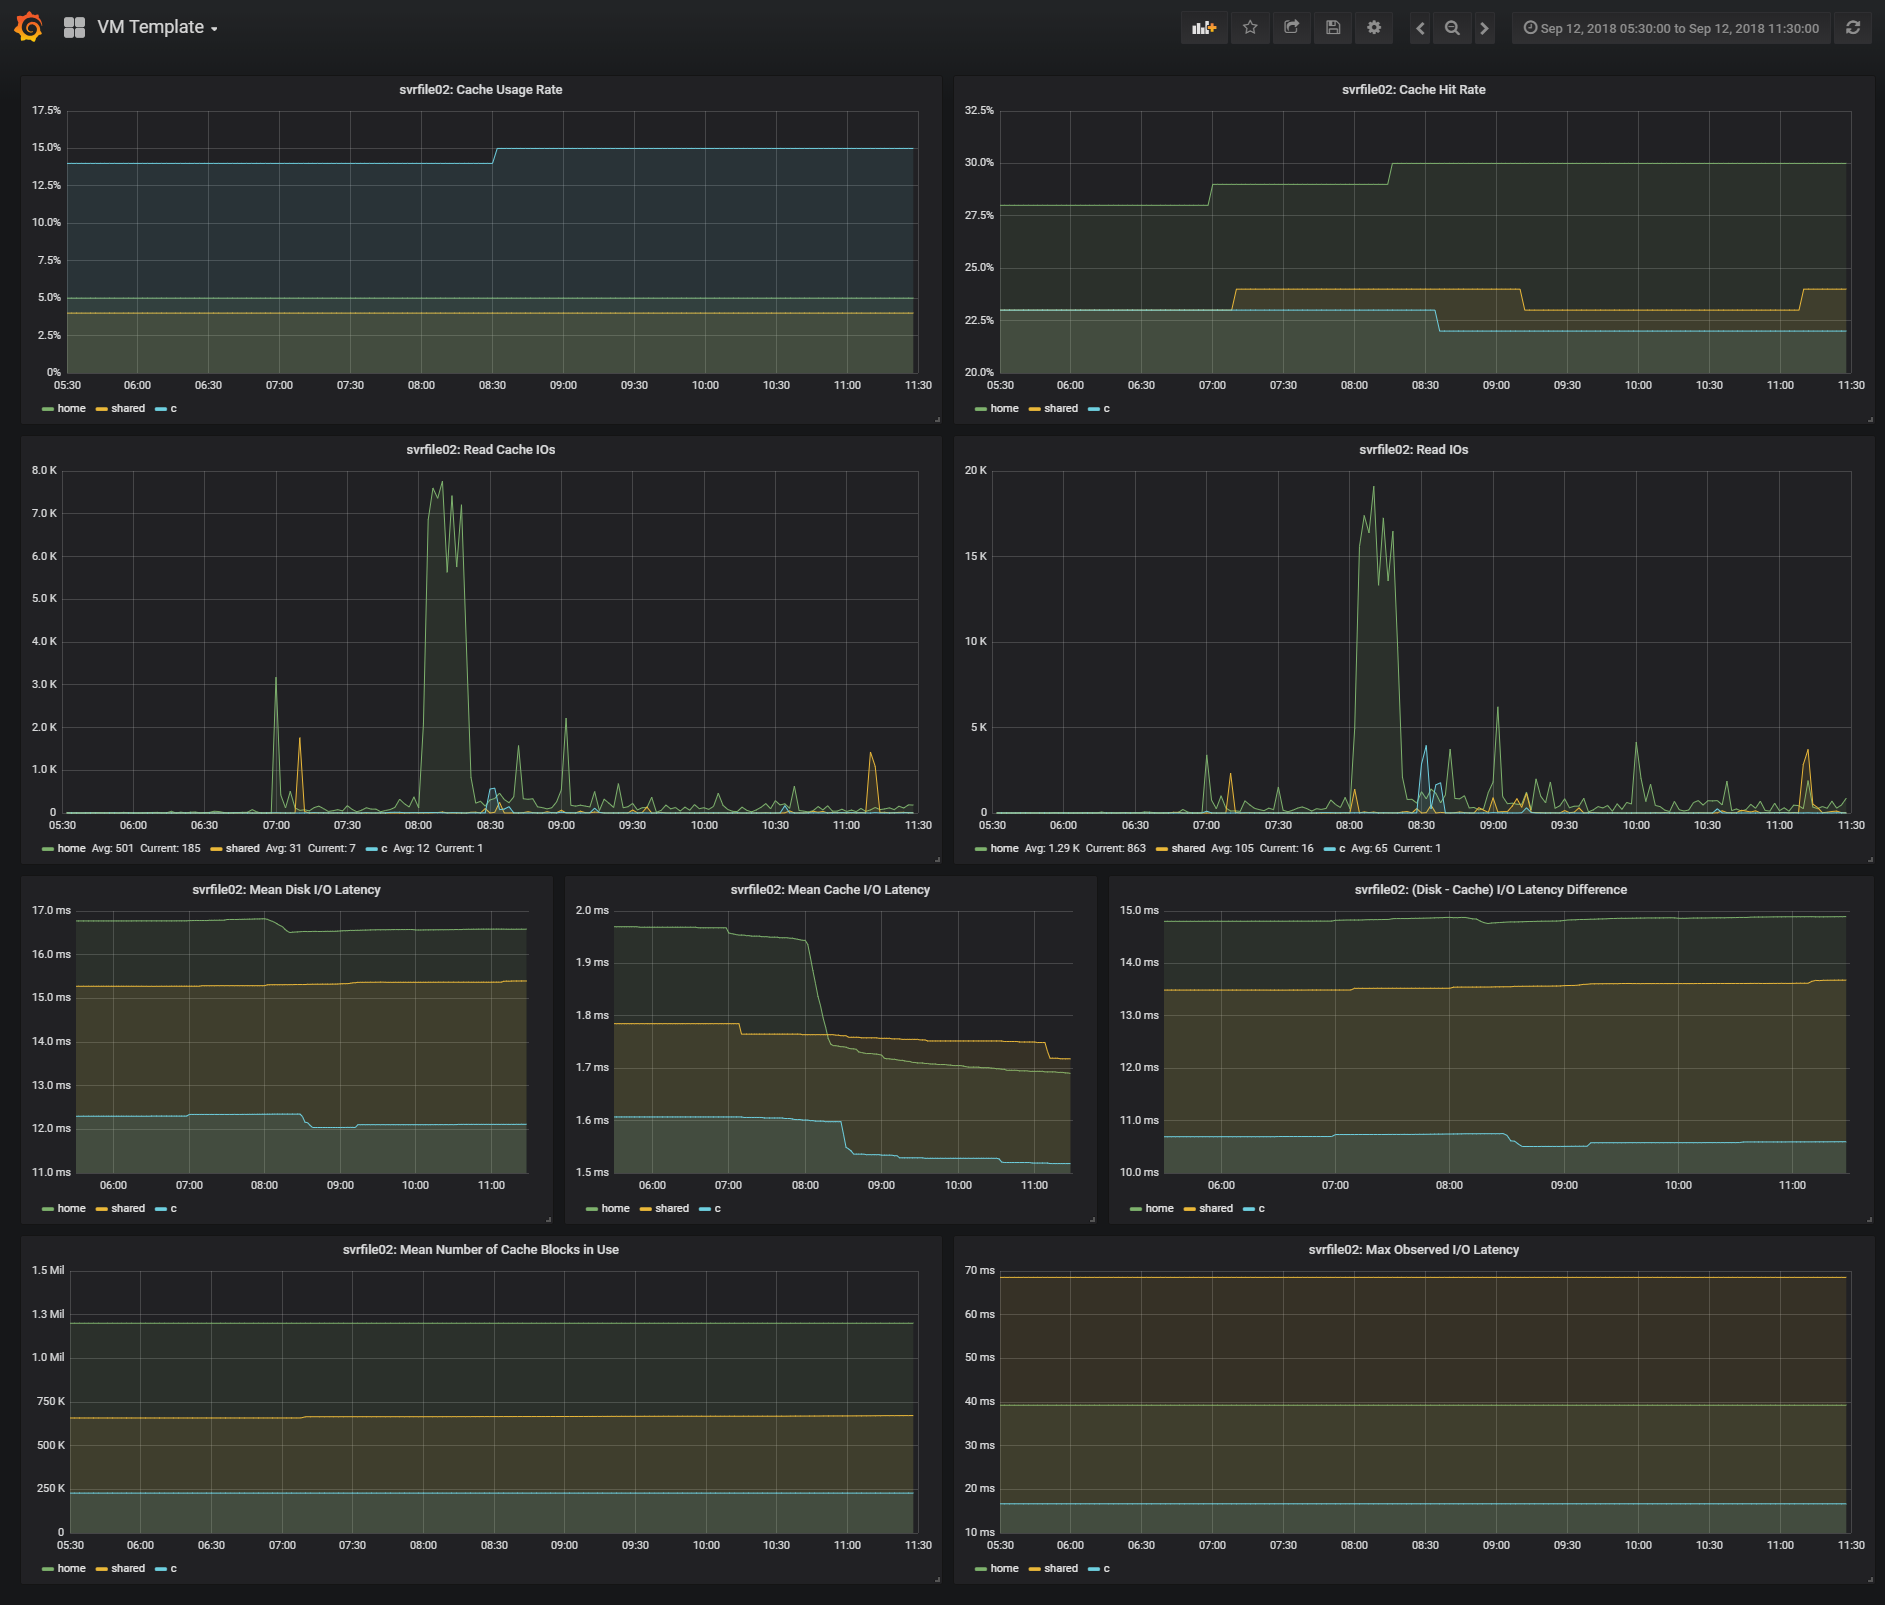 VM Template
Sep 12, 2018 05:30:00 to Sep 12, 2018 11:30:00
svrfile02: Cache Usage Rate
17.5%
15.0%
12.5%
10.0%
7.5%
5.0%
2.5%
0%
05:30 06:00 06:30 07:00 07:30 08:00 08:30 09:00 09:30 10:00 10:30 11:00 11:30
home shared c
svrfile02: Cache Hit Rate
32.5%
30.0%
27.5%
25.0%
22.5%
20.0%
05:30 06:00 06:30 07:00 07:30 08:00 08:30 09:00 09:30 10:00 10:30 11:00 11:30
home shared c
svrfile02: Read Cache IOs
8.0 K
7.0 K
6.0 K
5.0 K
4.0 K
3.0 K
2.0 K
1.0 K
0
05:30 06:00 06:30 07:00 07:30 08:00 08:30 09:00 09:30 10:00 10:30 11:00 11:30
home Avg: 501 Current: 185 shared Avg: 31 Current: 7 c Avg: 12 Current: 1
svrfile02: Read IOs
20 K
15 K
10 K
5 K
0
05:30 06:00 06:30 07:00 07:30 08:00 08:30 09:00 09:30 10:00 10:30 11:00 11:30
home Avg: 1.29 K Current: 863 shared Avg: 105 Current: 16 c Avg: 65 Current: 1
svrfile02: Mean Disk I/O Latency
17.0 ms
16.0 ms
15.0 ms
14.0 ms
13.0 ms
12.0 ms
11.0 ms
06:00 07:00 08:00 09:00 10:00 11:00
home shared c
svrfile02: Mean Cache I/O Latency
2.0 ms
1.9 ms
1.8 ms
1.7 ms
1.6 ms
1.5 ms
06:00 07:00 08:00 09:00 10:00 11:00
home shared c
svrfile02: (Disk - Cache) I/O Latency Difference
15.0 ms
14.0 ms
13.0 ms
12.0 ms
11.0 ms
10.0 ms
06:00 07:00 08:00 09:00 10:00 11:00
home shared c
svrfile02: Mean Number of Cache Blocks in Use
1.5 Mil
1.3 Mil
1.0 Mil
750 K
500 K
250 K
0
05:30 06:00 06:30 07:00 07:30 08:00 08:30 09:00 09:30 10:00 10:30 11:00 11:30
home shared c
svrfile02: Max Observed I/O Latency
70 ms
60 ms
50 ms
40 ms
30 ms
20 ms
10 ms
05:30 06:00 06:30 07:00 07:30 08:00 08:30 09:00 09:30 10:00 10:30 11:00 11:30
home shared c